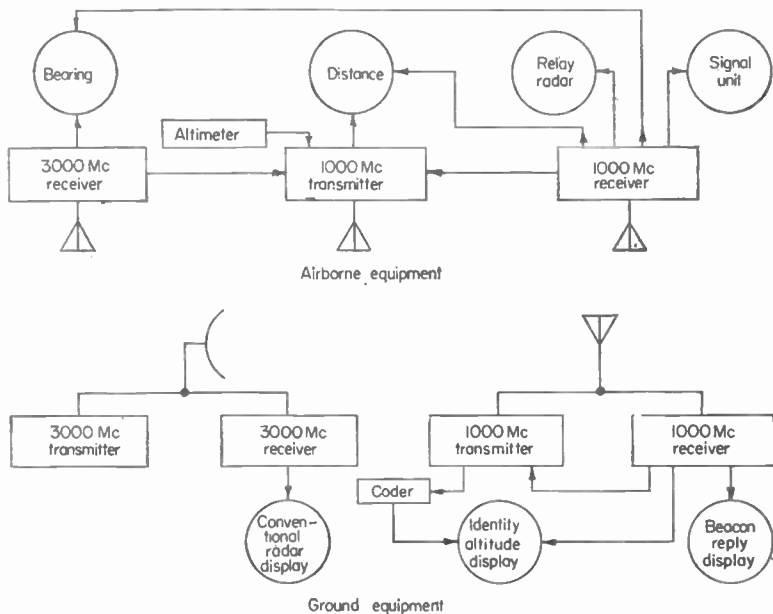 Bearing
Distance
Relay
radar
Signal
unit
Altimeter
3000 Mc
receiver
1000 Mc
transmitter
1000 Mc
receiver
Airborne equipment
3000 Mc
transmitter
3000 Mc
receiver
1000 Mc
transmitter
1000 Mc
receiver
Coder
Conven-
tional
radar
display
Identity
altitude
display
Beacon
reply
display
Ground equipment